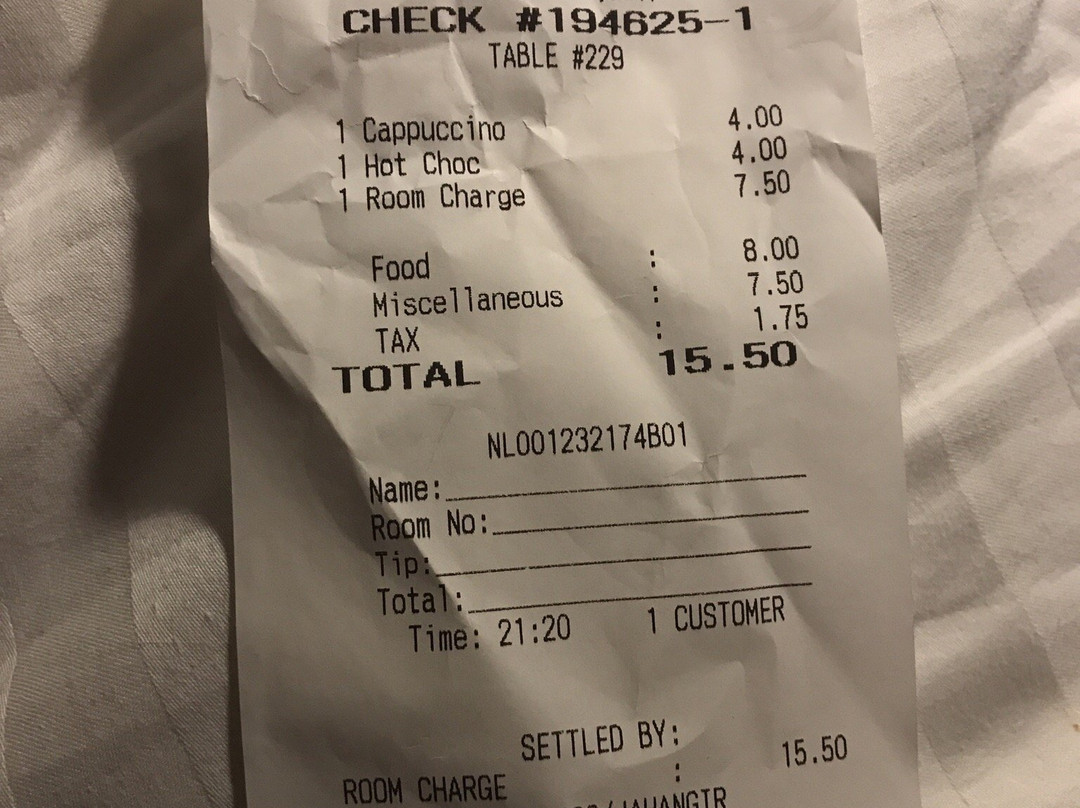 CHECK #194625-1
TABLE #229
1 Cappuccino 4.00
1 Hot Choc 4.00
1 Room Charge 7.50
Food : 8.00
Miscellaneous : 7.50
TAX : 1.75
TOTAL 15.50
NL001232174B01
Name:
Room No:
Tip:
Total:
Time: 21:20 1 CUSTOMER
SETTLED BY:
ROOM CHARGE : 15.50